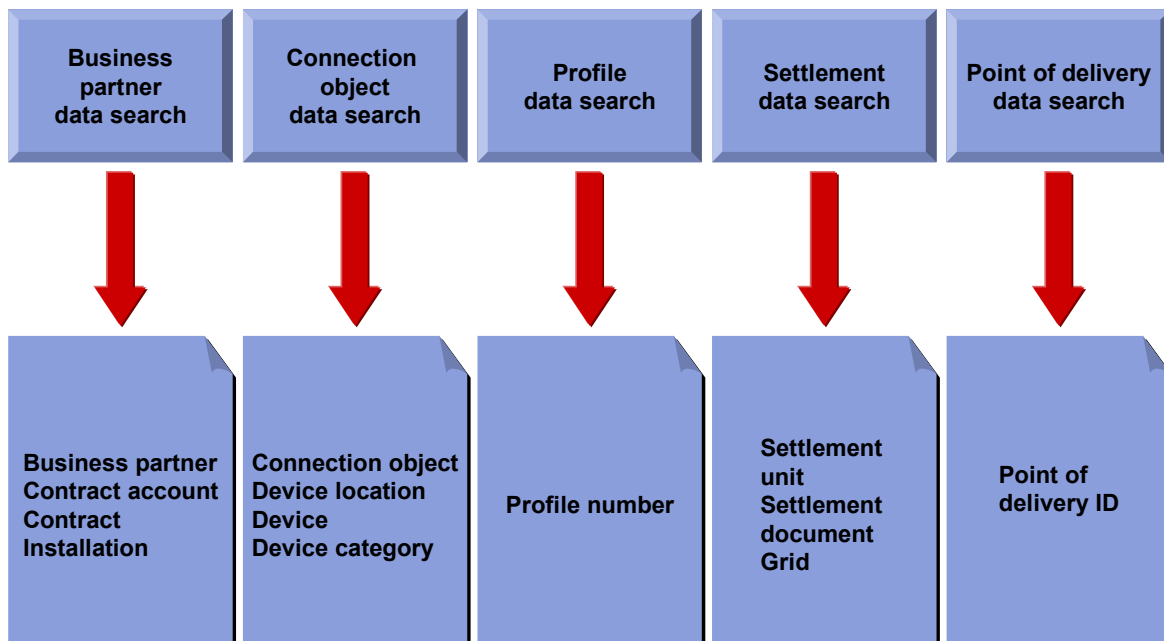 Business
partner
data search
Connection
object
data search
Profile
data search
Settlement
data search
Point of delivery
data search
Business partner
Contract account
Contract
Installation
Connection object
Device location
Device
Device category
Profile number
Settlement
unit
Settlement
document
Grid
Point of
delivery ID